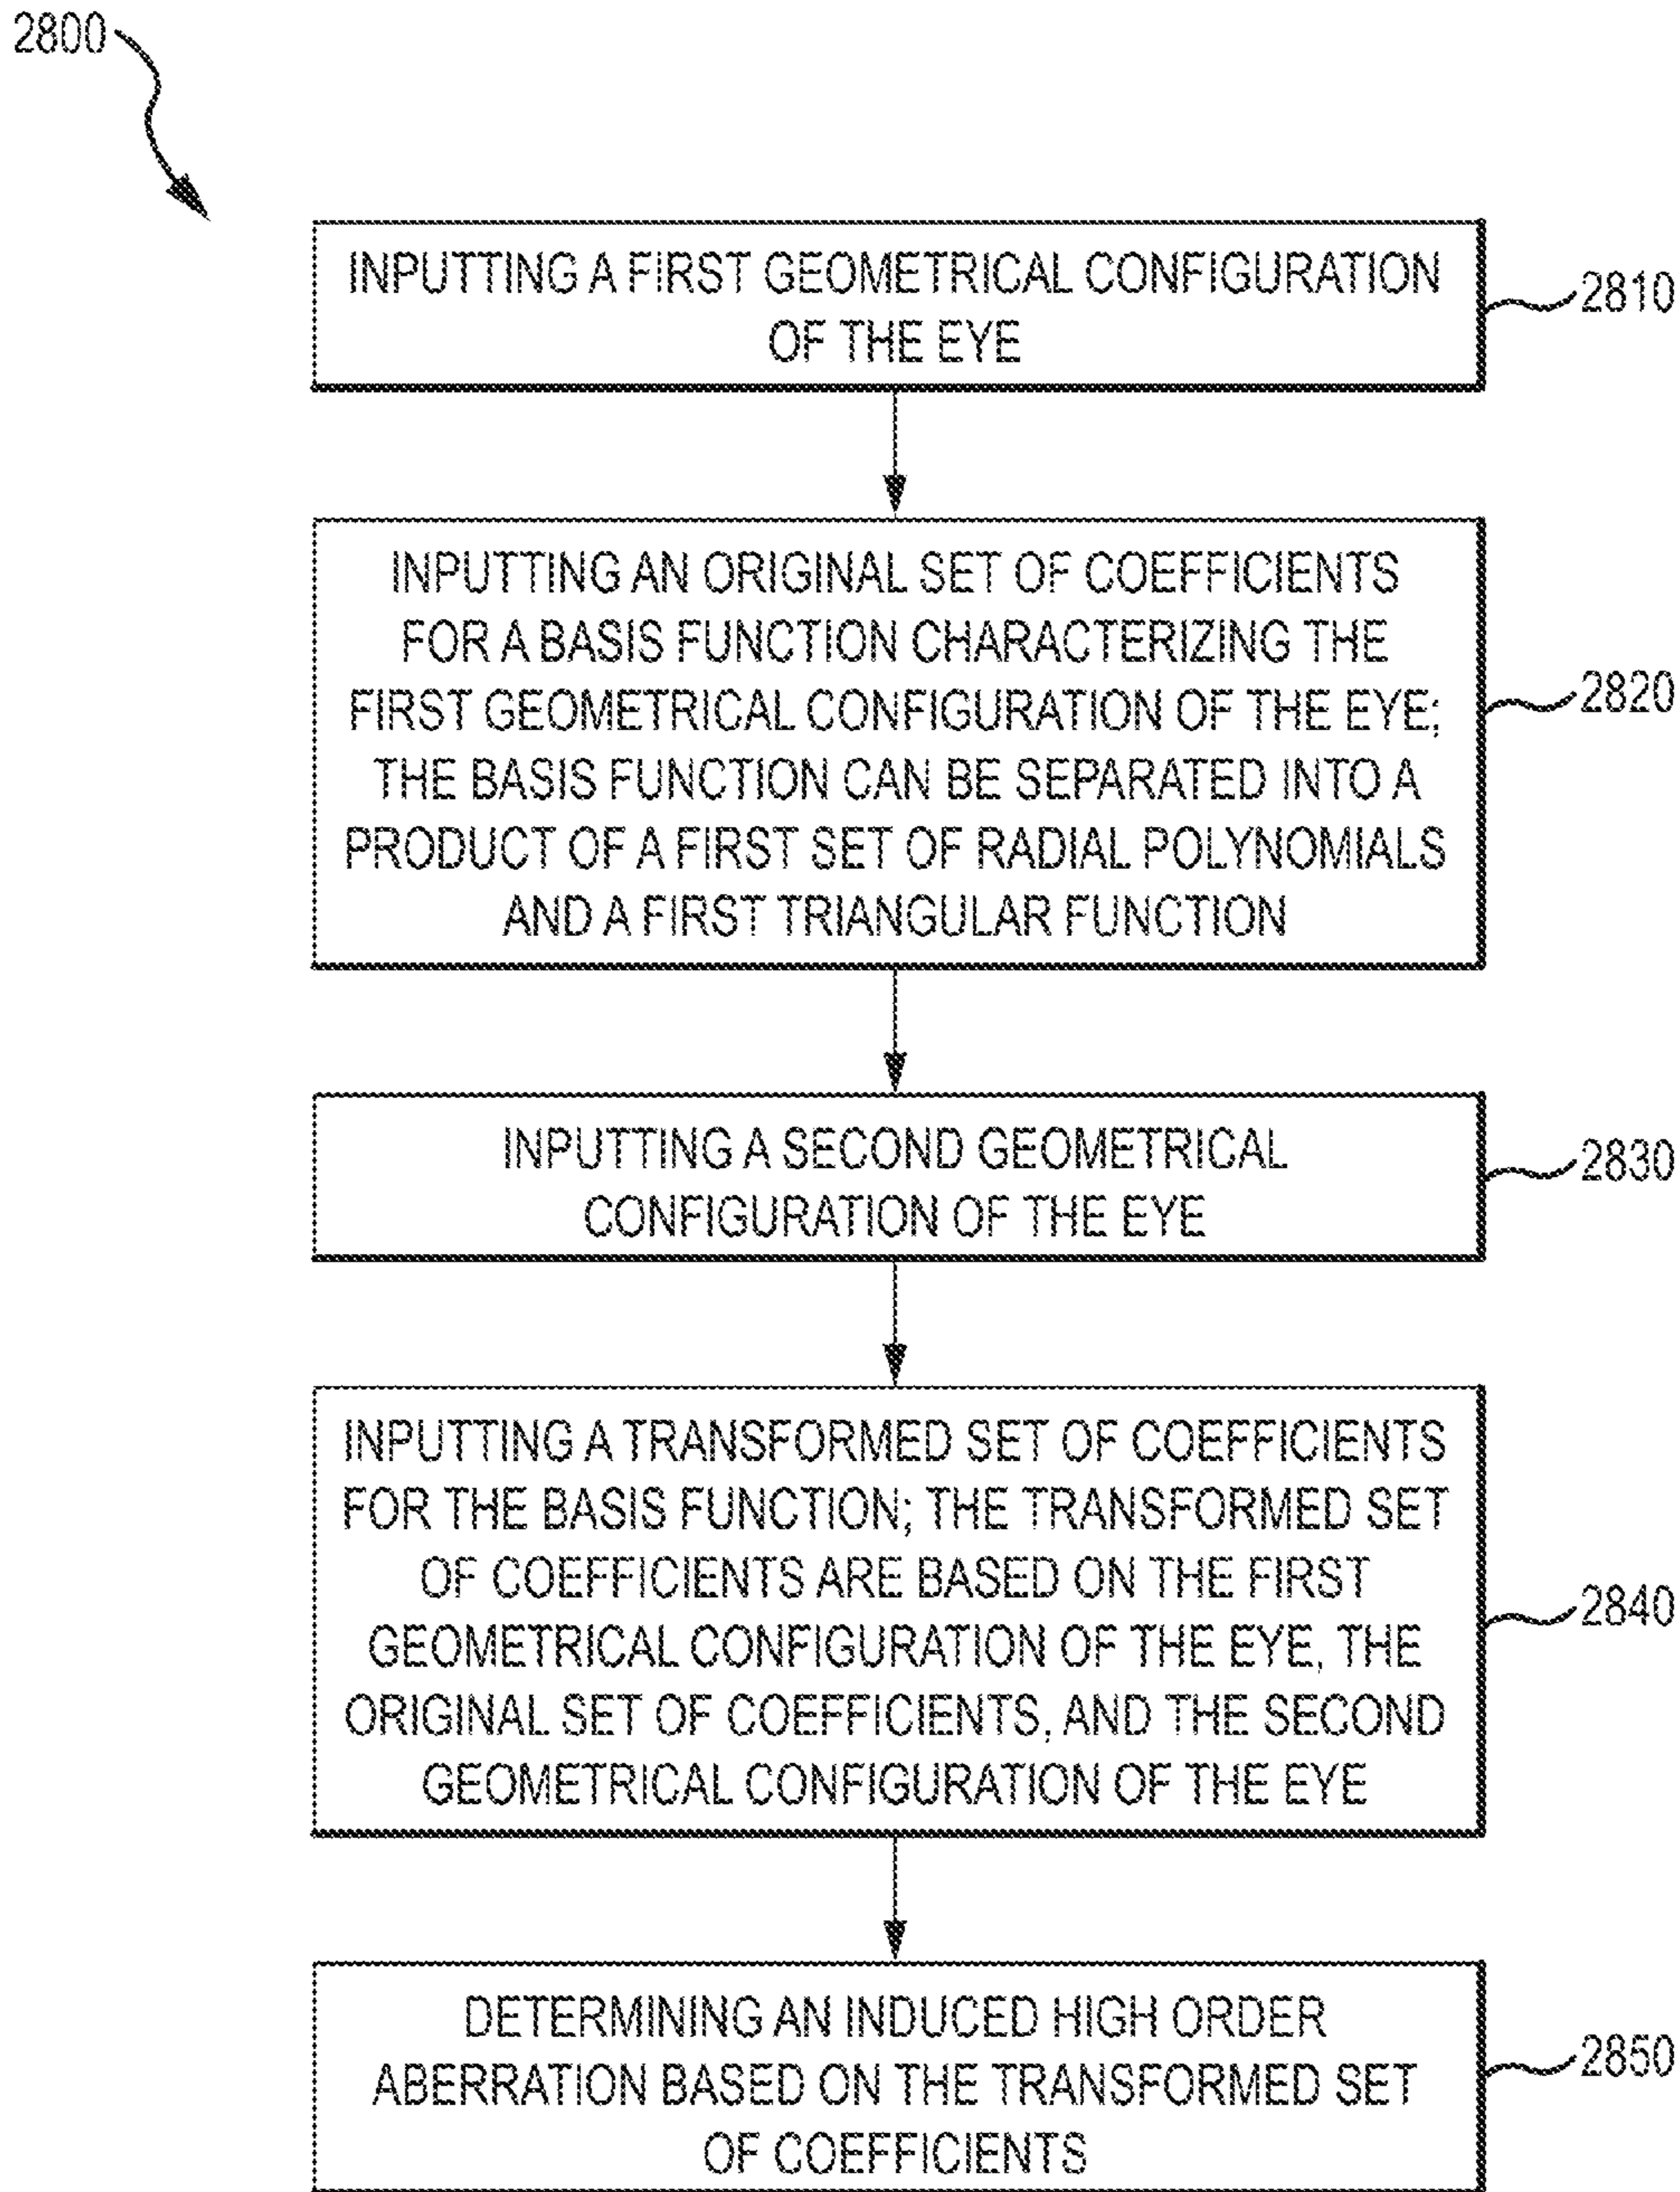 2800
INPUTTING A FIRST GEOMETRICAL CONFIGURATION
OF THE EYE
2810
INPUTTING AN ORIGINAL SET OF COEFFICIENTS
FOR A BASIS FUNCTION CHARACTERIZING THE
FIRST GEOMETRICAL CONFIGURATION OF THE EYE;
THE BASIS FUNCTION CAN BE SEPARATED INTO A
PRODUCT OF A FIRST SET OF RADIAL POLYNOMIALS
AND A FIRST TRIANGULAR FUNCTION
2820
INPUTTING A SECOND GEOMETRICAL
CONFIGURATION OF THE EYE
2830
INPUTTING A TRANSFORMED SET OF COEFFICIENTS
FOR THE BASIS FUNCTION; THE TRANSFORMED SET
OF COEFFICIENTS ARE BASED ON THE FIRST
GEOMETRICAL CONFIGURATION OF THE EYE, THE
ORIGINAL SET OF COEFFICIENTS, AND THE SECOND
GEOMETRICAL CONFIGURATION OF THE EYE
2840
DETERMINING AN INDUCED HIGH ORDER
ABERRATION BASED ON THE TRANSFORMED SET
OF COEFFICIENTS
2850